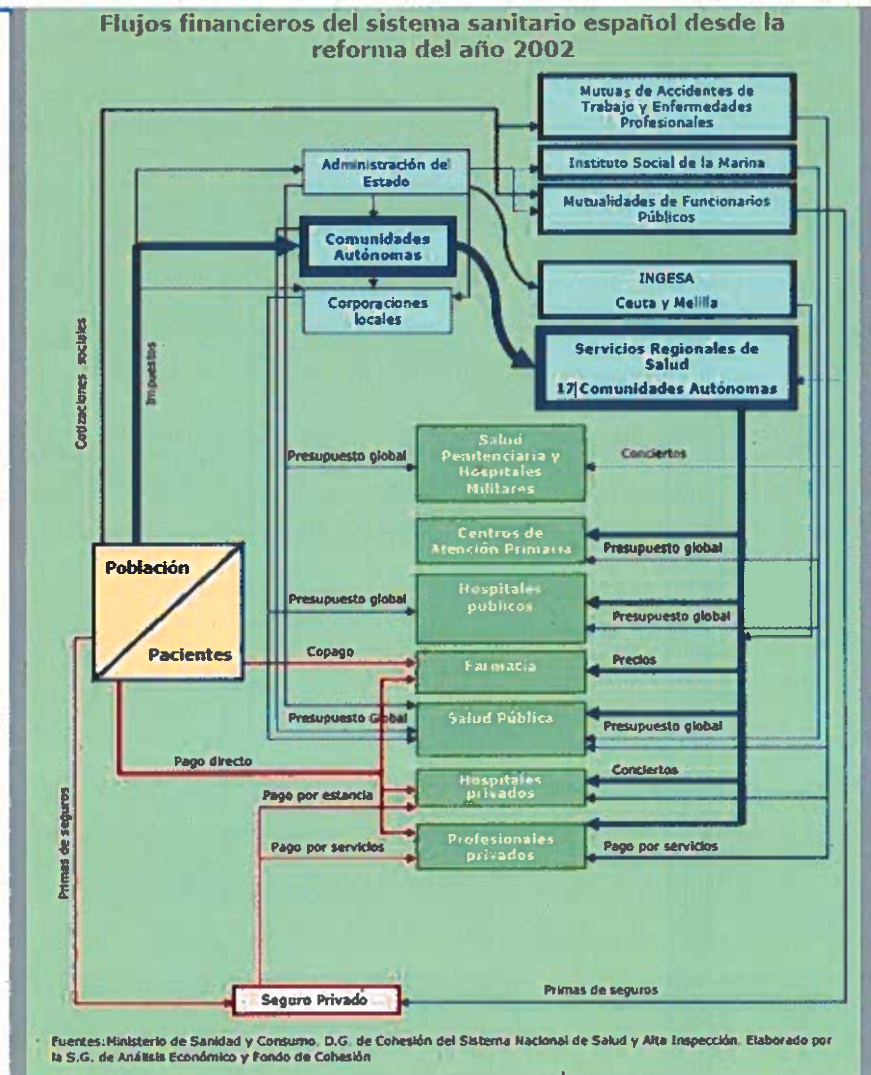 Flujos financieros del sistema sanitario español desde la
reforma del año 2002
Mutuas de Accidentes de
Trabajo y Enfermedades
Profesionales
Administración del
Estado
Instituto Social de la Marina
Mutualidades de Funcionarios
Públicos
Comunidades
Autónomas
INGESA
Ceuta y Melilla
Corporaciones
locales
Cotizaciones sociales
Impuestos
Servicios Regionales de
Salud
17 Comunidades Autónomas
Presupuesto global
Salud
Penitenciaria y
Hospitales
Militares
Conciertos
Centros de
Atención Primaria
Presupuesto global
Población
Pacientes
Presupuesto global
Hospitales
públicos
Presupuesto global
Copago
Farmacia
Precios
Presupuesto Global
Salud Pública
Presupuesto global
Pago directo
Hospitales
privados
Conciertos
Pago por estancia
Profesionales
privados
Pago por servicios
Pago por servicios
Primas de seguros
Seguro Privado
Primas de seguros
Fuentes:Ministerio de Sanidad y Consumo. D.G. de Cohesión del Sistema Nacional de Salud y Alta Inspección. Elaborado por
la S.G. de Análisis Económico y Fondo de Cohesión